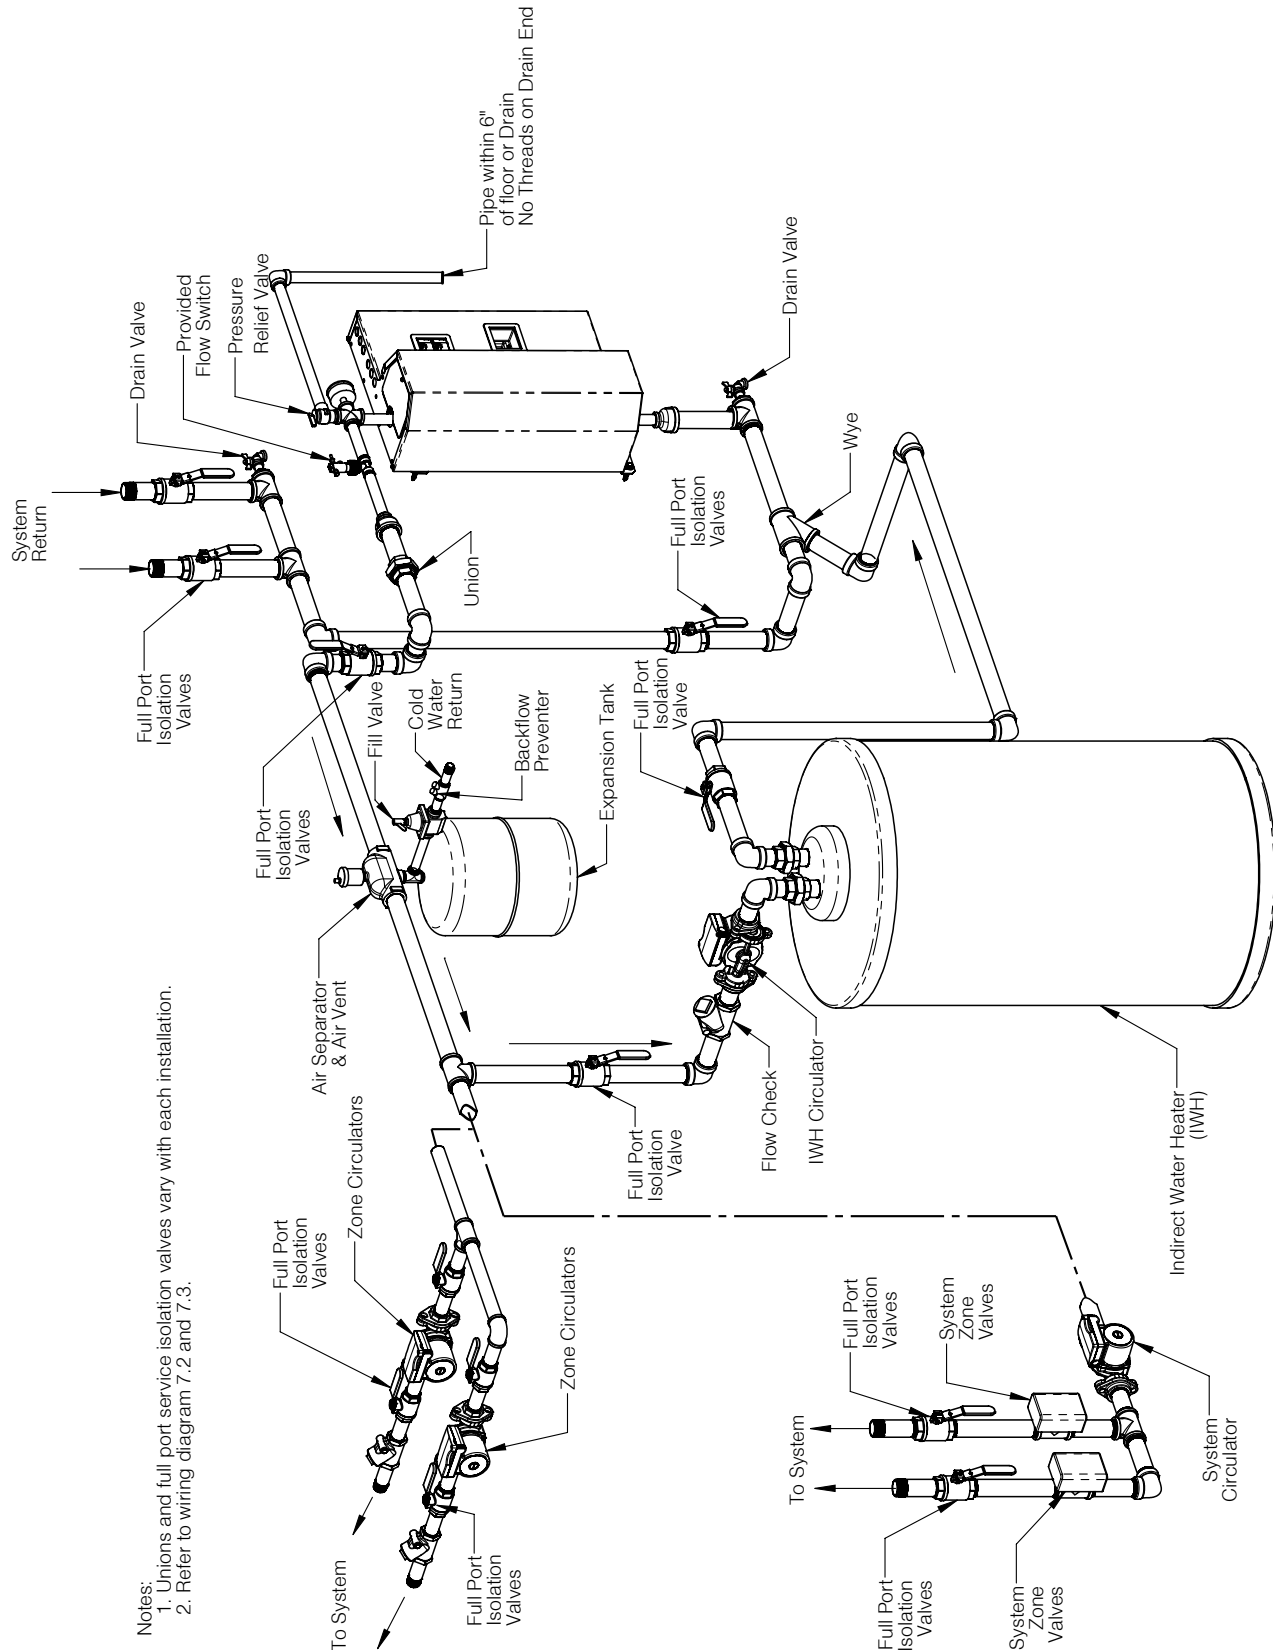 Notes:
1. Unions and full port service isolation valves vary with each installation.
2. Refer to wiring diagram 7.2 and 7.3.
System
Return
Drain Valve
Provided
Flow Switch
Pressure
Relief Valve
Pipe within 6"
of floor or Drain
No Threads on Drain End
Full Port
Isolation
Valves
Union
Full Port
Isolation
Valves
Drain Valve
Wye
Full Port
Isolation
Valves
Fill Valve
Cold
Water
Return
Backflow
Preventer
Expansion Tank
Full Port
Isolation
Valve
Air Separator
& Air Vent
Zone Circulators
Full Port
Isolation
Valves
Zone Circulators
Full Port
Isolation
Valve
Flow Check
IWH Circulator
Indirect Water Heater
(IWH)
To System
Full Port
Isolation
Valves
To System
Full Port
Isolation
Valves
System
Zone
Valves
Full Port
Isolation
Valves
System
Zone
Valves
System
Circulator